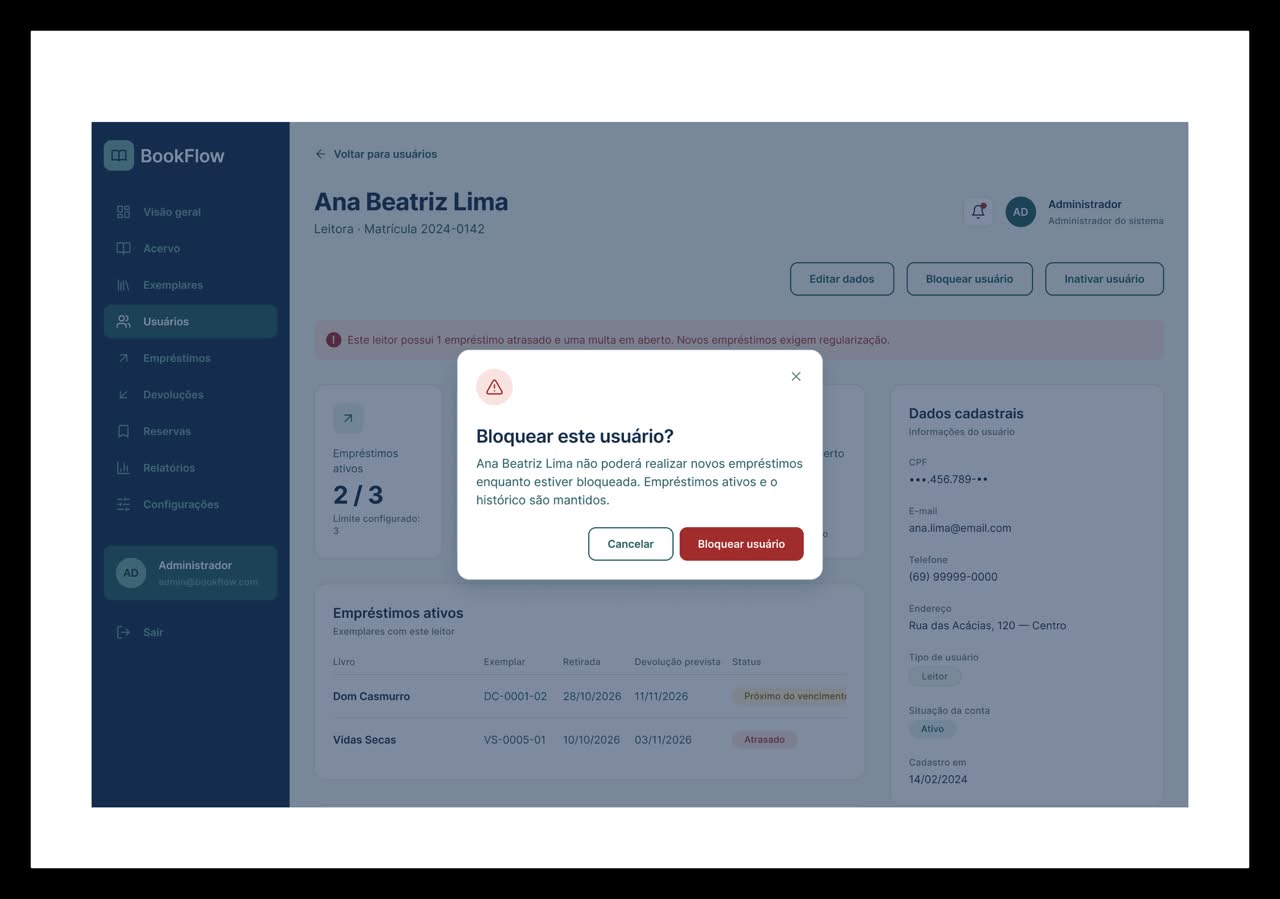 BookFlow
Visão geral
Acervo
Exemplares
Usuários
Empréstimos
Devoluções
Reservas
Relatórios
Configurações
AD
Administrador
admin@bookflow.com
Sair
Voltar para usuários
Ana Beatriz Lima
Leitora · Matrícula 2024-0142
AD
Administrador
Administrador do sistema
Editar dados
Bloquear usuário
Inativar usuário
Este leitor possui 1 empréstimo atrasado e uma multa em aberto. Novos empréstimos exigem regularização.
Empréstimos
ativos
2 / 3
Limite configurado:
3
Bloquear este usuário?
Ana Beatriz Lima não poderá realizar novos empréstimos
enquanto estiver bloqueada. Empréstimos ativos e o
histórico são mantidos.
Cancelar
Bloquear usuário
Empréstimos ativos
Exemplares com este leitor
Livro Exemplar Retirada Devolução prevista Status
Dom Casmurro DC-0001-02 28/10/2026 11/11/2026 Próximo do vencimento
Vidas Secas VS-0005-01 10/10/2026 03/11/2026 Atrasado
Dados cadastrais
Informações do usuário
CPF
•••.456.789-••
E-mail
ana.lima@email.com
Telefone
(69) 99999-0000
Endereço
Rua das Acácias, 120 — Centro
Tipo de usuário
Leitor
Situação da conta
Ativo
Cadastro em
14/02/2024